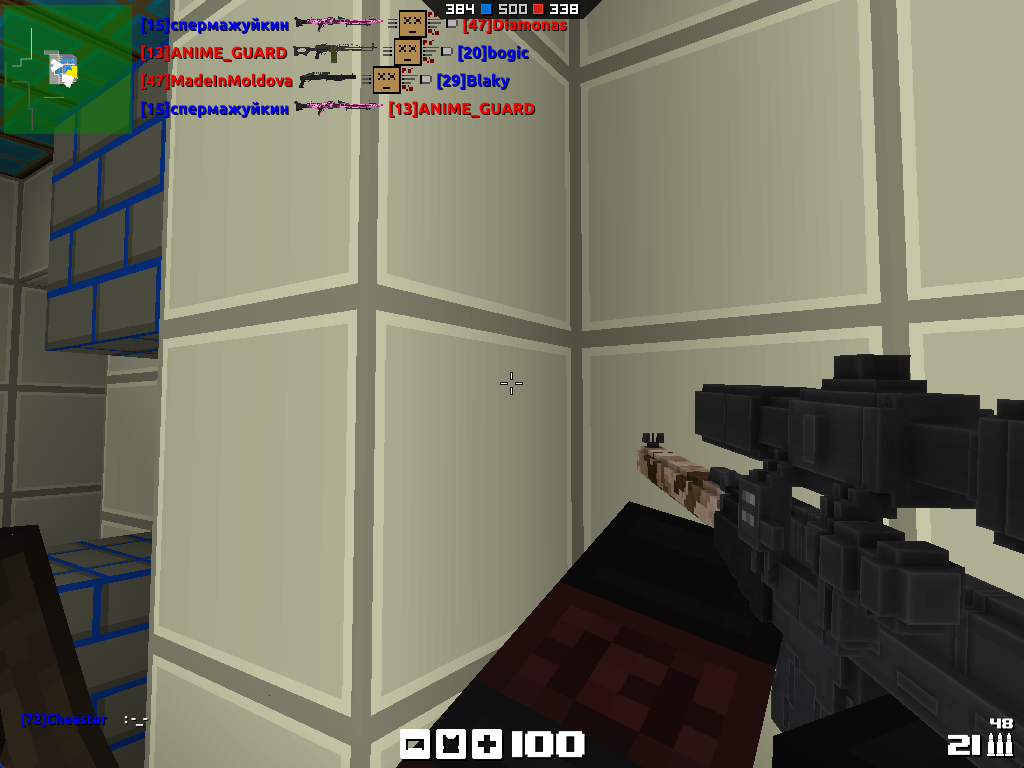 384 500 338
[15]спермажуйкин [47]Diamonas
[13]ANIME_GUARD [20]bogic
[47]MadeInMoldova [29]Blaky
[15]спермажуйкин [13]ANIME_GUARD
[72]Cheester :-_-
100
48
21